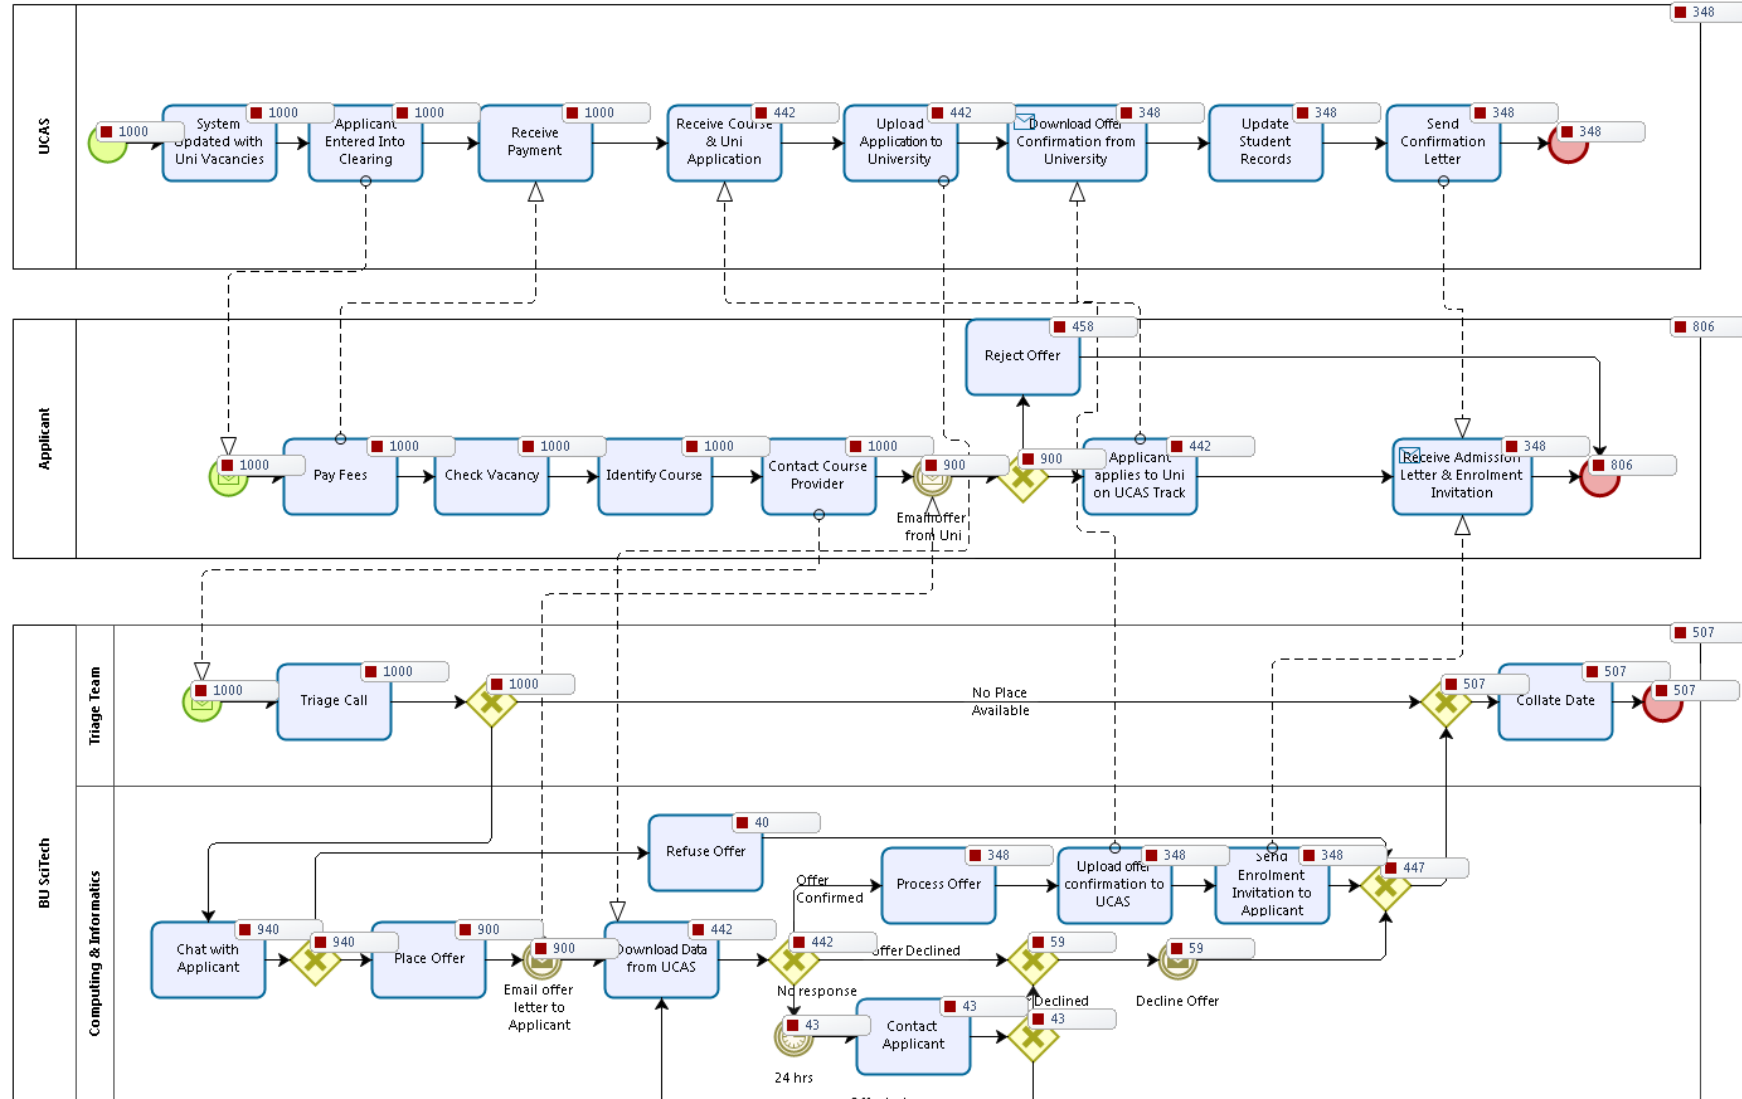 UCAS
348
1000
System
Updated with
Uni Vacancies
1000
Applicant
Entered Into
Clearing
1000
Receive
Payment
1000
Receive Course
& Uni
Application
442
Upload
Application to
University
442
Download Offer
Confirmation from
University
348
Update
Student
Records
348
Send
Confirmation
Letter
348
348
Applicant
806
Reject Offer
458
1000
Pay Fees
1000
Check Vacancy
1000
Identify Course
1000
Contact Course
Provider
1000
900
Email offer
from Uni
900
Applicant
applies to Uni
on UCAS Track
442
Receive Admission
Letter & Enrolment
Invitation
348
806
BU SciTech
Triage Team
507
1000
Triage Call
1000
1000
No Place
Available
507
Collate Date
507
507
Computing & Informatics
Refuse Offer
40
Chat with
Applicant
940
940
Place Offer
900
900
Email offer
letter to
Applicant
Download Data
from UCAS
442
442
Offer
Confirmed
Process Offer
348
Upload offer
confirmation to
UCAS
348
Send
Enrolment
Invitation to
Applicant
348
447
Offer Declined
59
59
Decline Offer
No response
43
24 hrs
Contact
Applicant
43
43
Declined